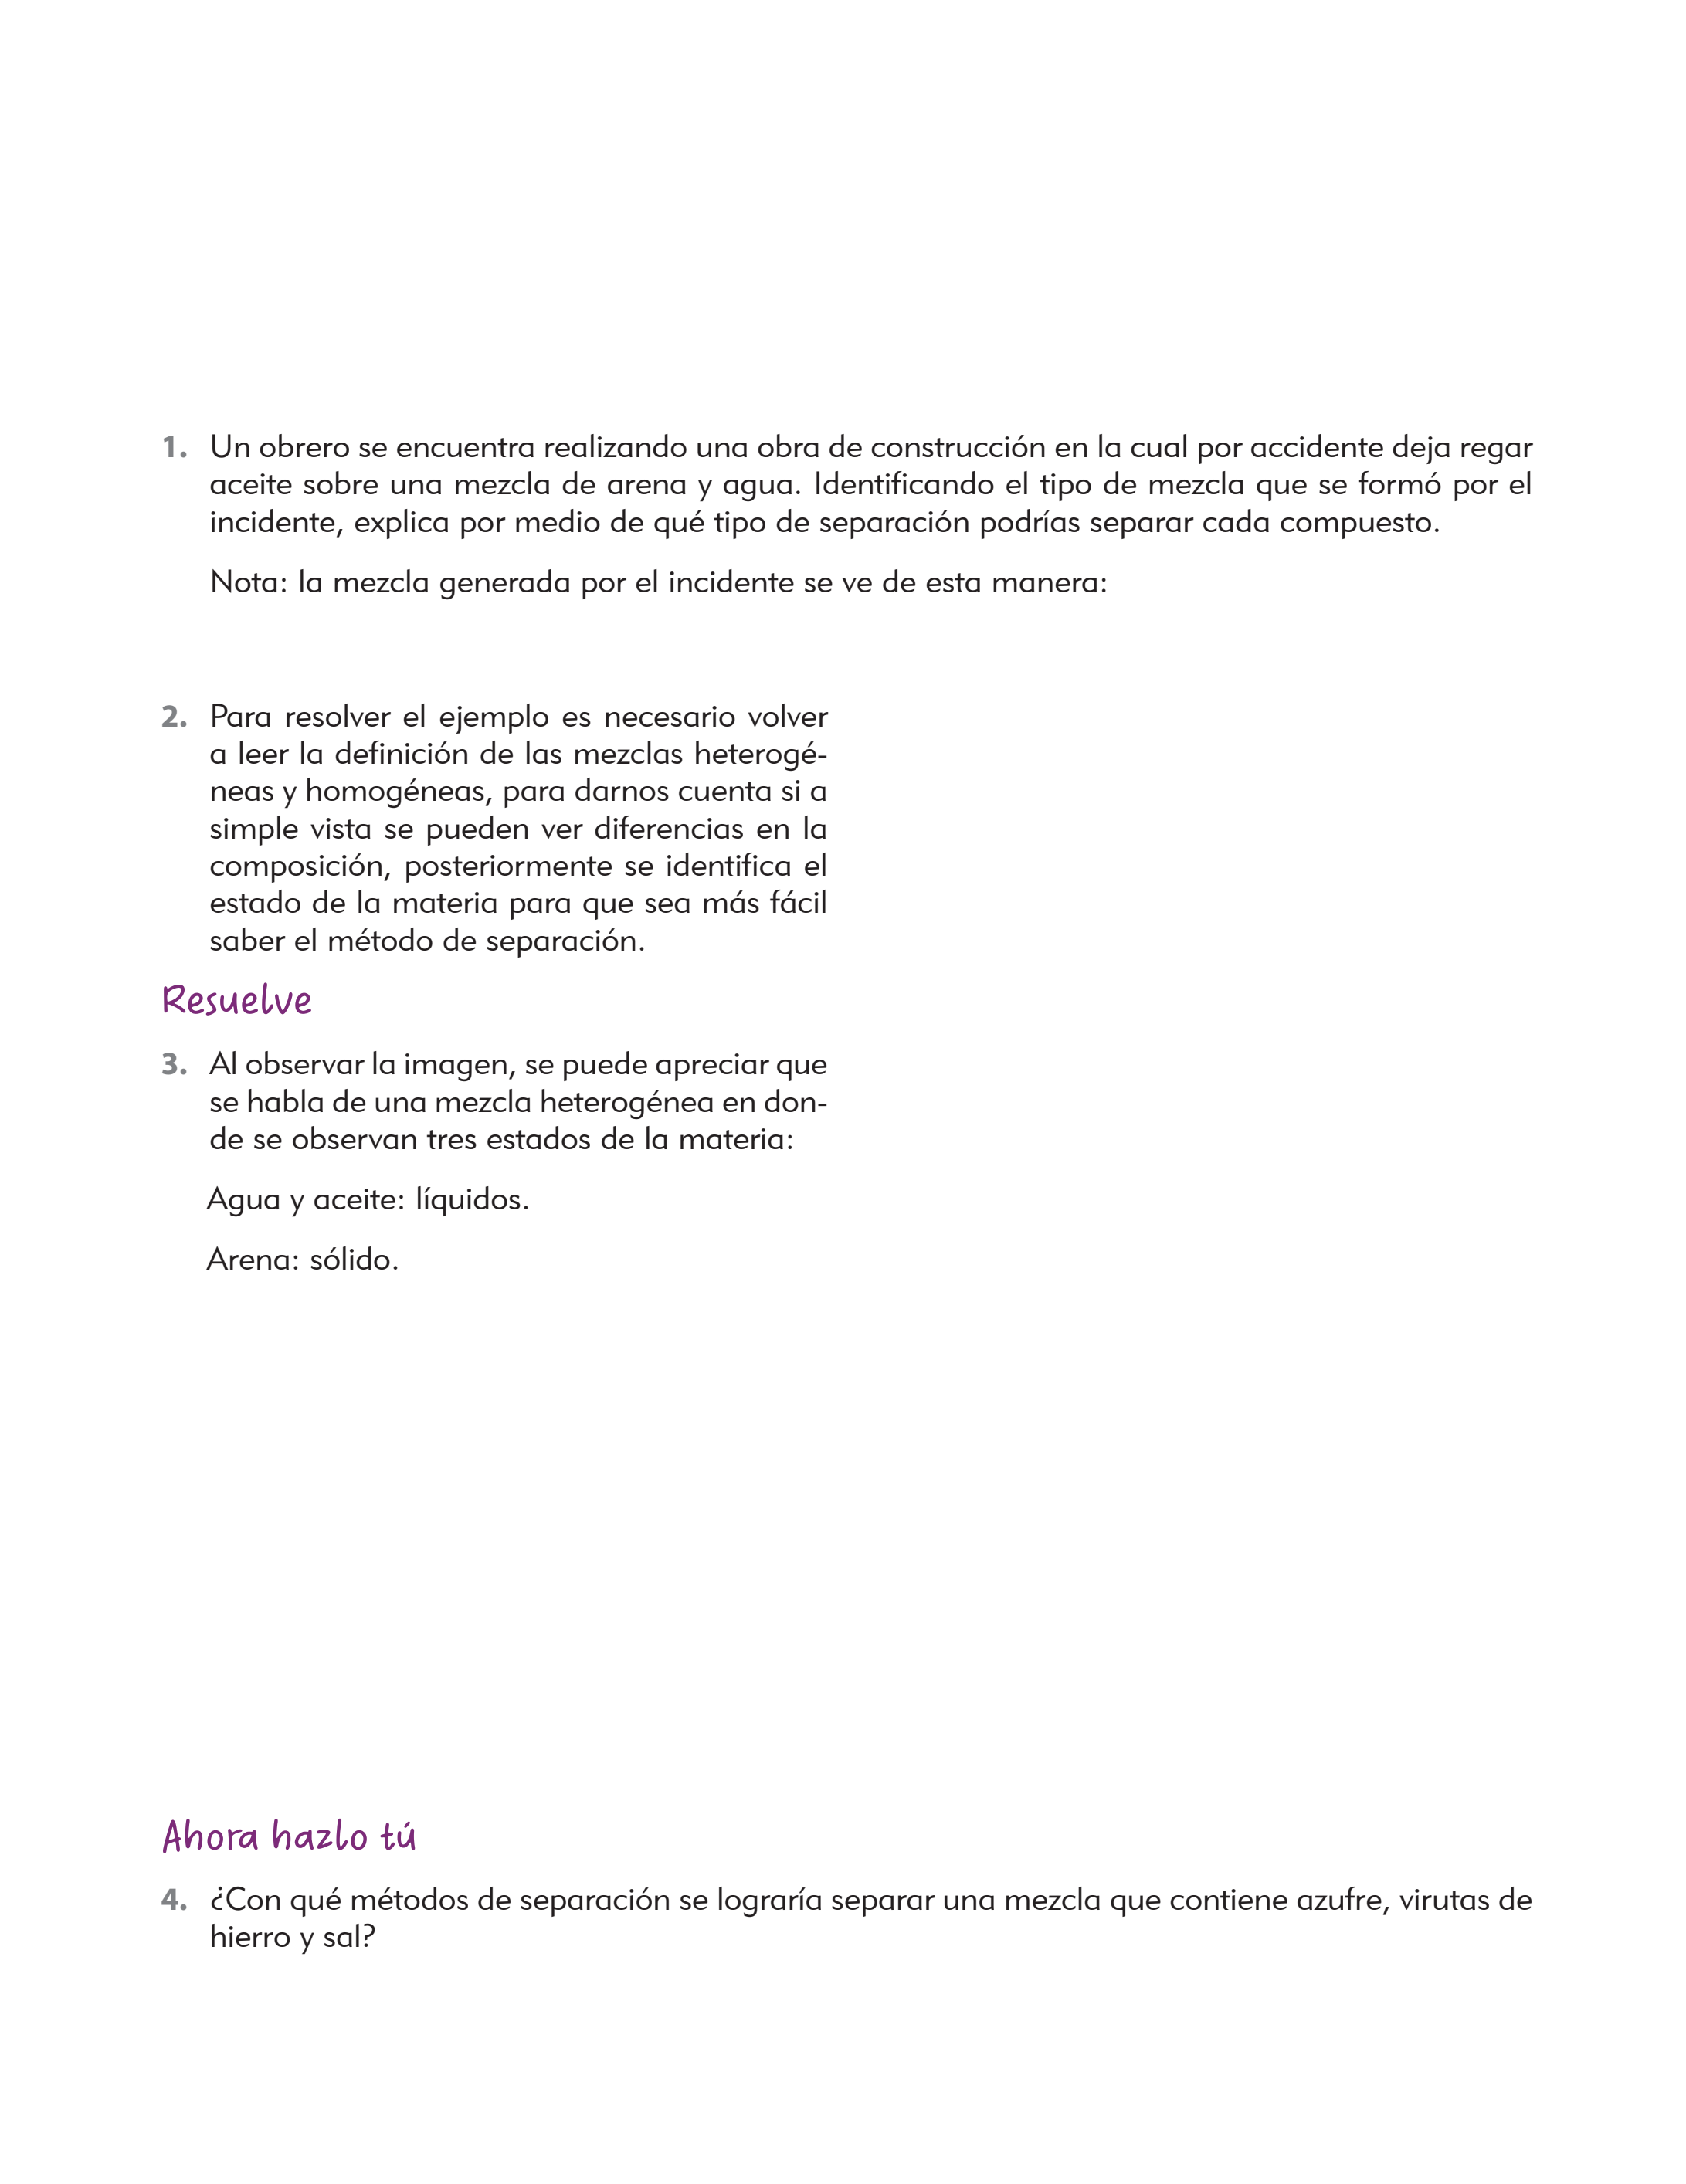 1. Un obrero se encuentra realizando una obra de construcción en la cual por accidente deja regar
aceite sobre una mezcla de arena y agua. Identificando el tipo de mezcla que se formó por el
incidente, explica por medio de qué tipo de separación podrías separar cada compuesto.
Nota: la mezcla generada por el incidente se ve de esta manera:
2. Para resolver el ejemplo es necesario volver
a leer la definición de las mezclas heterogé-
neas y homogéneas, para darnos cuenta si a
simple vista se pueden ver diferencias en la
composición, posteriormente se identifica el
estado de la materia para que sea más fácil
saber el método de separación.
Resuelve
3. Al observar la imagen, se puede apreciar que
se habla de una mezcla heterogénea en don-
de se observan tres estados de la materia:
Agua y aceite: líquidos.
Arena: sólido.
Ahora hazlo tú
4. ¿Con qué métodos de separación se lograría separar una mezcla que contiene azufre, virutas de
hierro y sal?